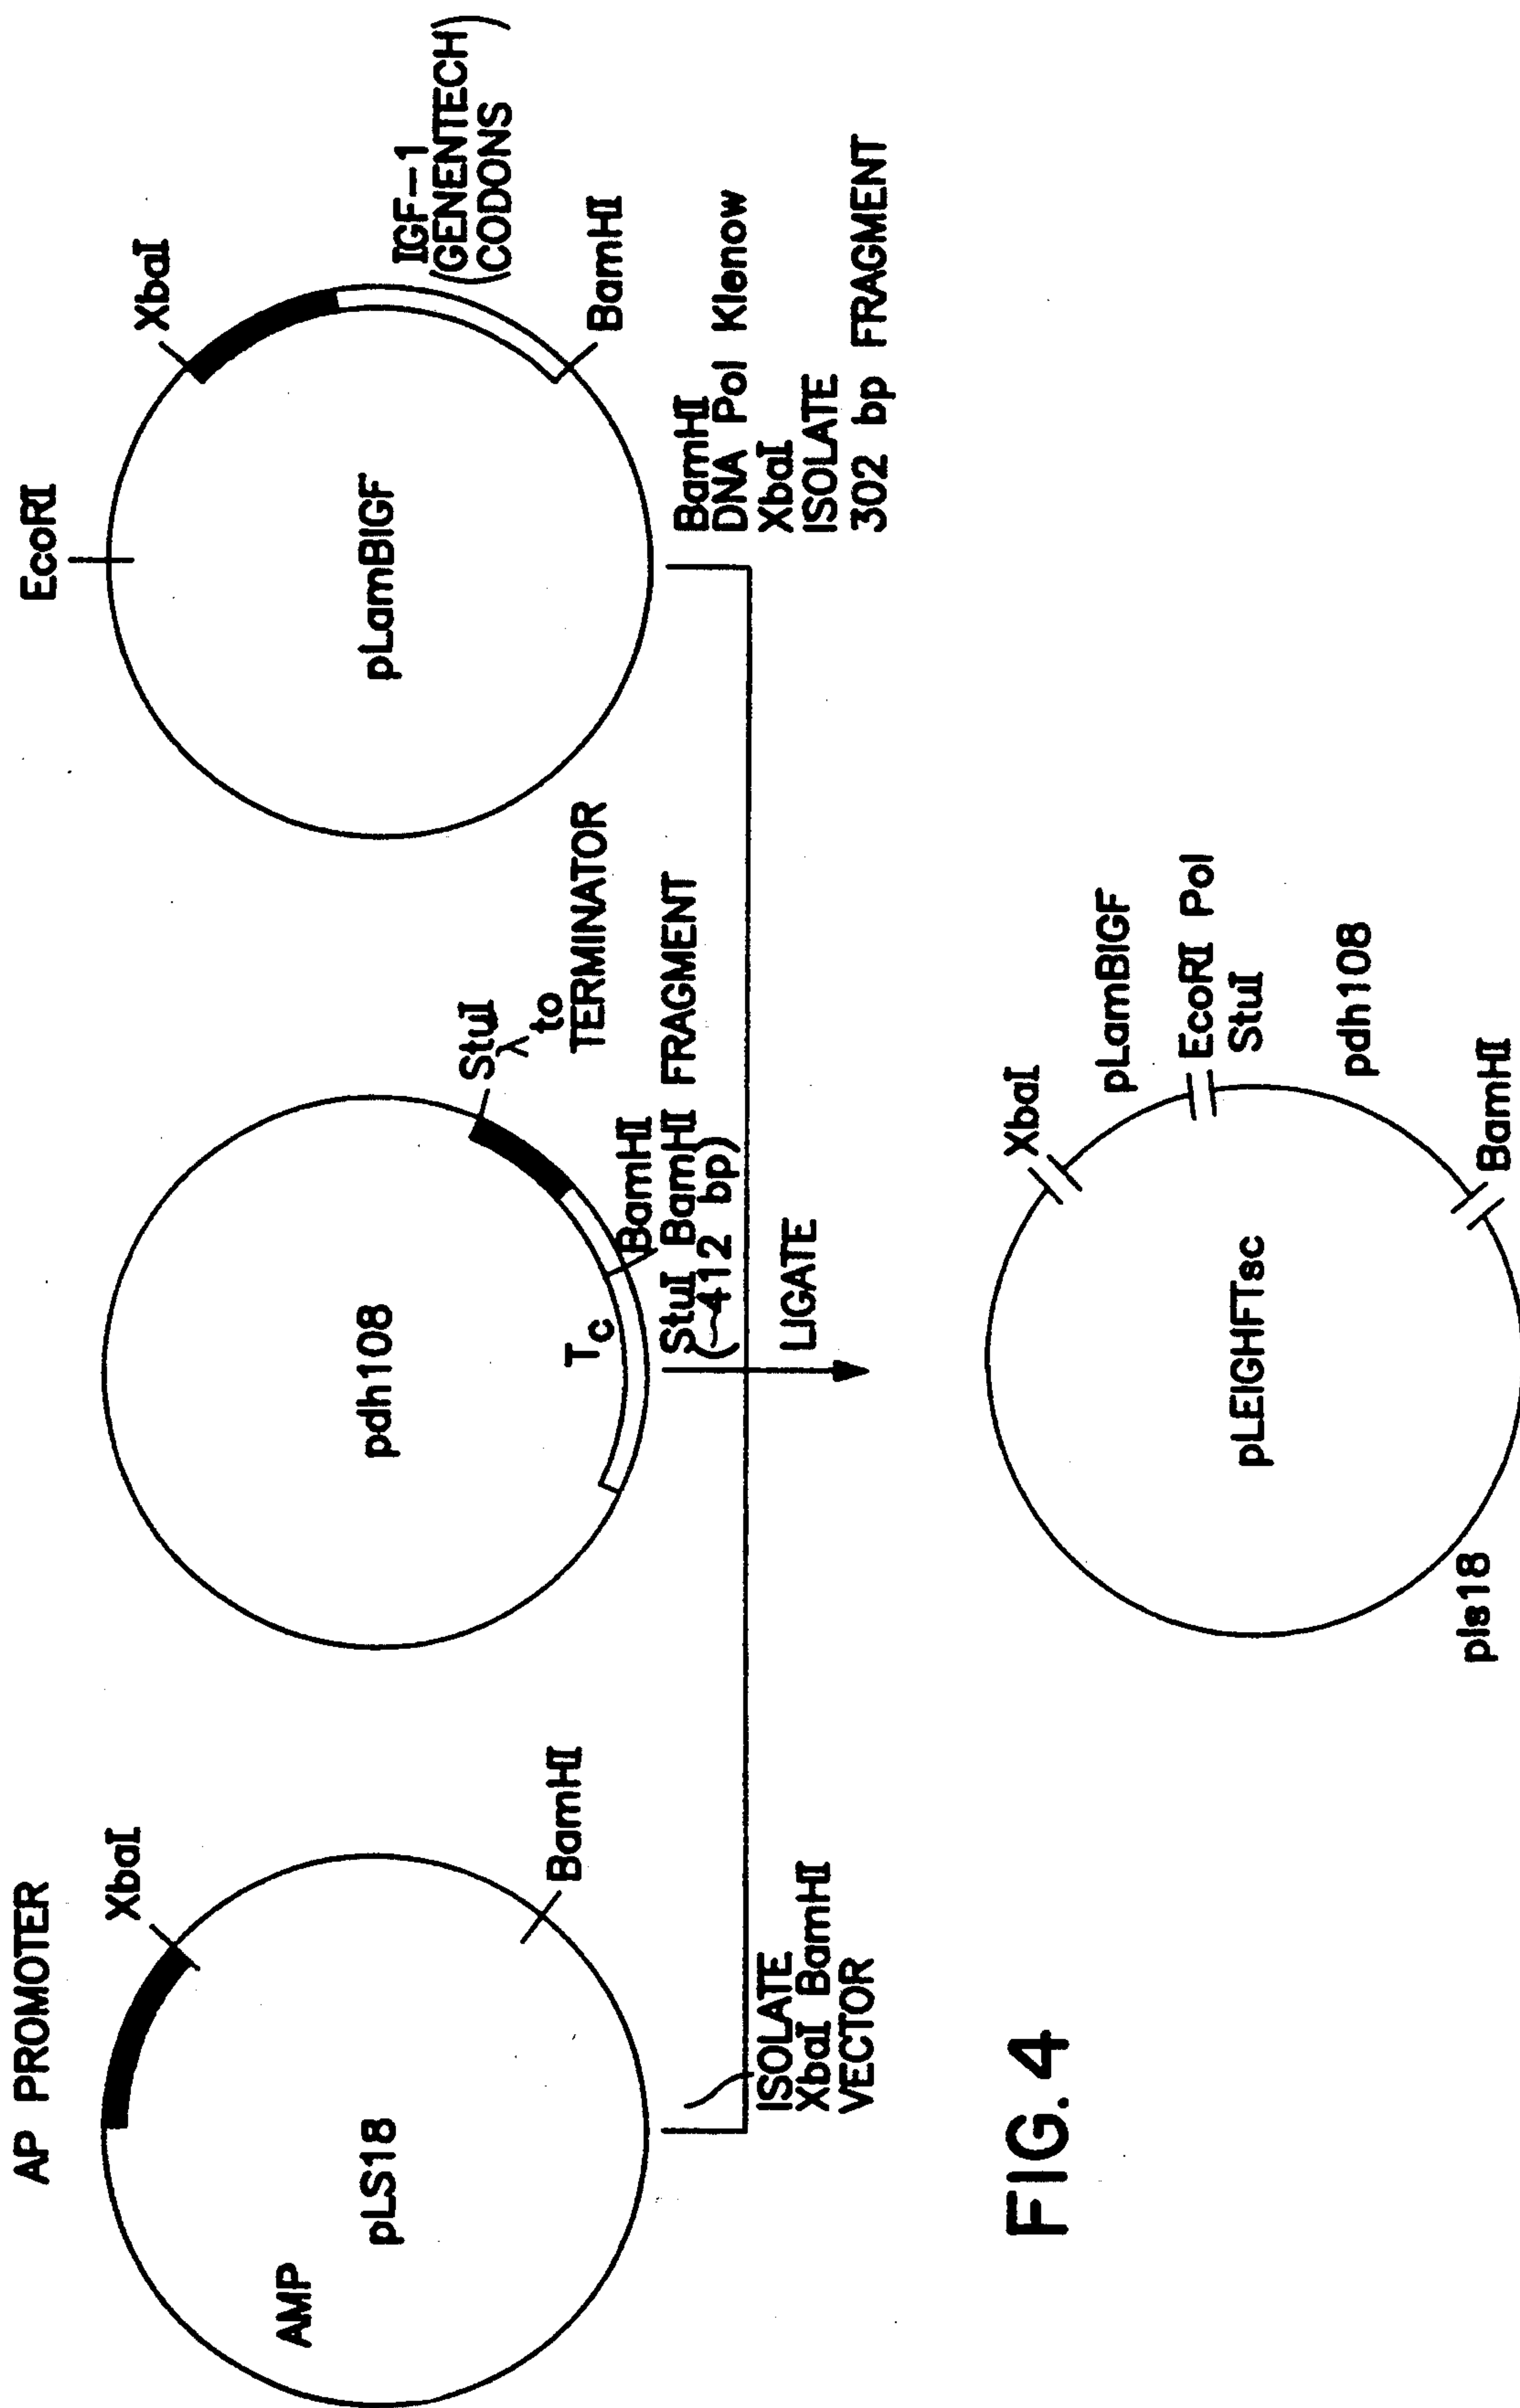 AP PROMOTER
XbaI
AMP
pLS18
BamHI
ISOLATE
XbaI BamHI
VECTOR
pdh108
StuI
λ to
TERMINATOR
Tc
BamHI
StuI BamHI FRAGMENT
(~412 bp)
EcoRI
XbaI
pLamBIGF
IGF-1
(GENENTECH
CODONS)
BamHI
BamHI
DNA Pol Klenow
XbaI
ISOLATE
302 bp FRAGMENT
LIGATE
XbaI
pLamBIGF
EcoRI Pol
StuI
pLEIGHFTsc
pdh108
BamHI
pls18
FIG. 4